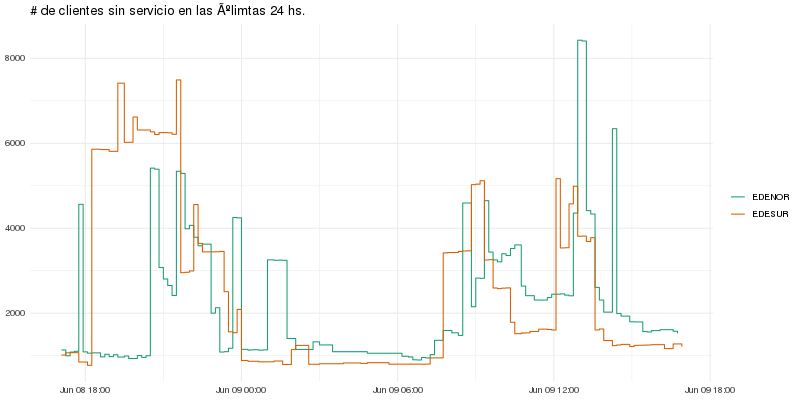 # de clientes sin servicio en las Ãºlimtas 24 hs.
8000
6000
4000
2000
Jun 08 18:00
Jun 09 00:00
Jun 09 06:00
Jun 09 12:00
Jun 09 18:00
EDENOR
EDESUR